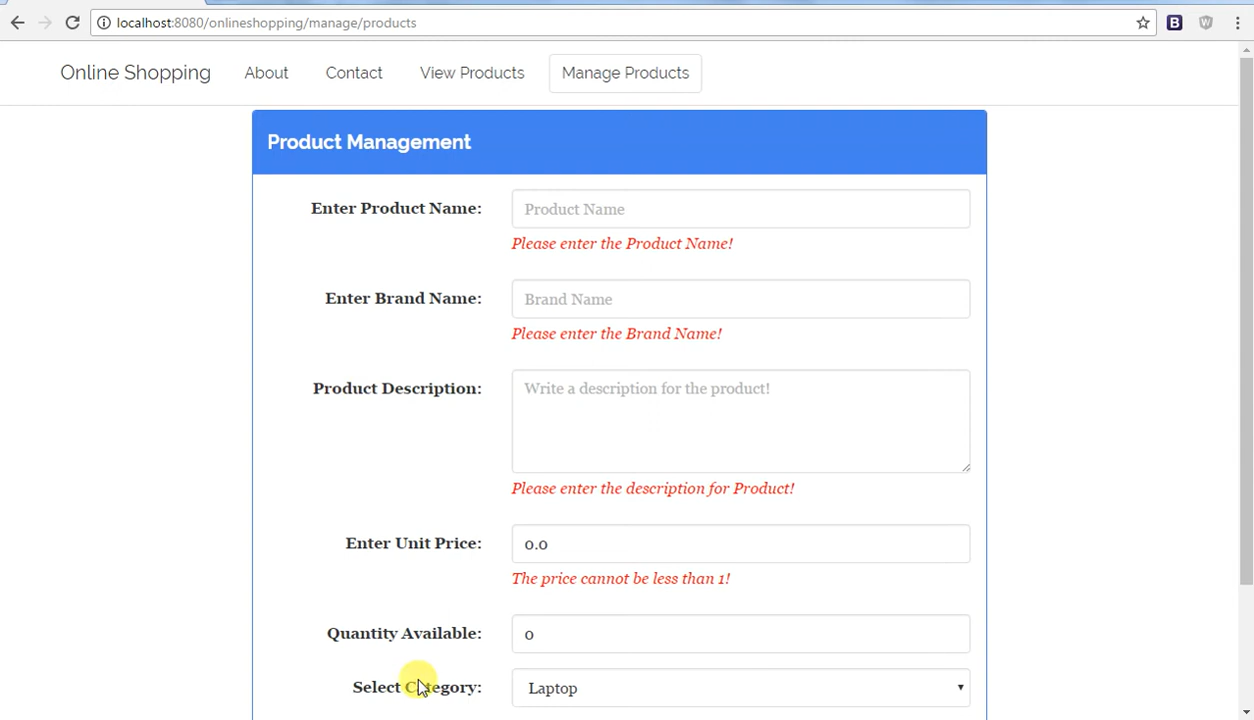 localhost:8080/onlineshopping/manage/products
B
W
Online Shopping About Contact View Products Manage Products
Product Management
Enter Product Name: Product Name
Please enter the Product Name!
Enter Brand Name: Brand Name
Please enter the Brand Name!
Product Description: Write a description for the product!
Please enter the description for Product!
Enter Unit Price: 0.0
The price cannot be less than 1!
Quantity Available: 0
Select Category: Laptop